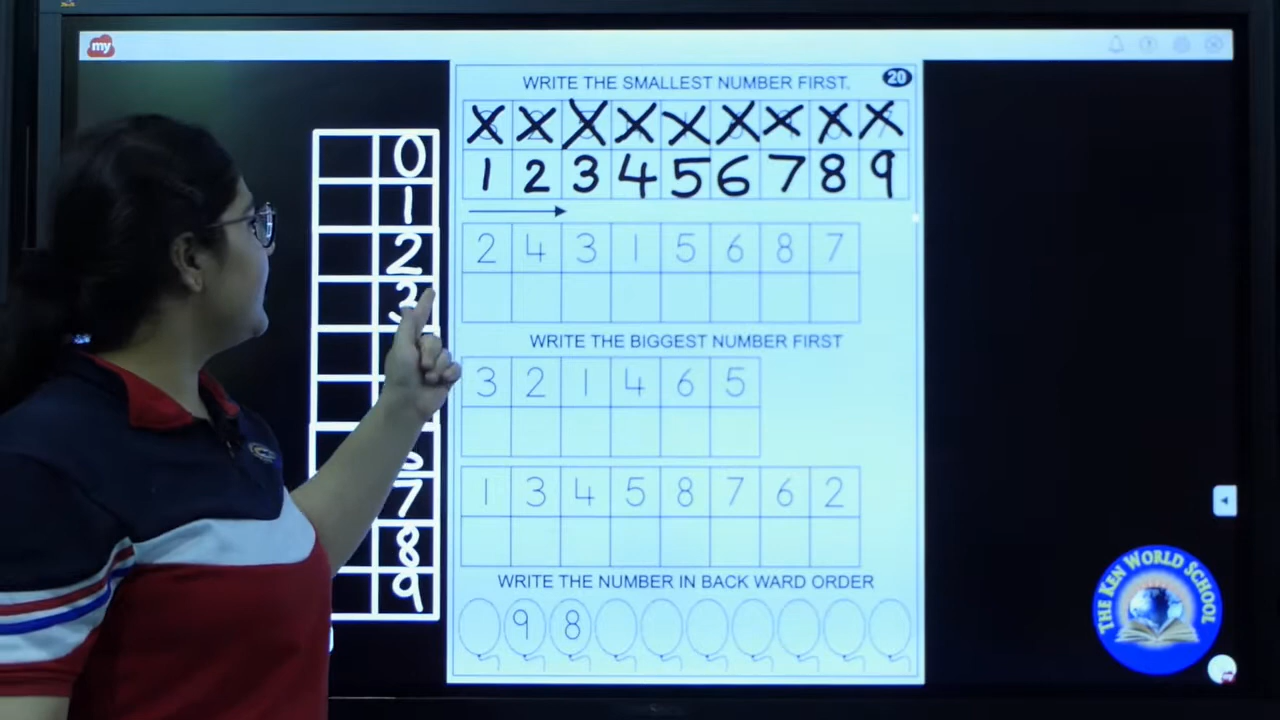 my
WRITE THE SMALLEST NUMBER FIRST. 20
1 2 3 4 5 6 7 8 9
2 4 3 1 5 6 8 7
WRITE THE BIGGEST NUMBER FIRST
3 2 1 4 6 5
1 3 4 5 8 7 6 2
WRITE THE NUMBER IN BACK WARD ORDER
9 8
0
1
2
3
7
8
9
THE KEN WORLD SCHOOL